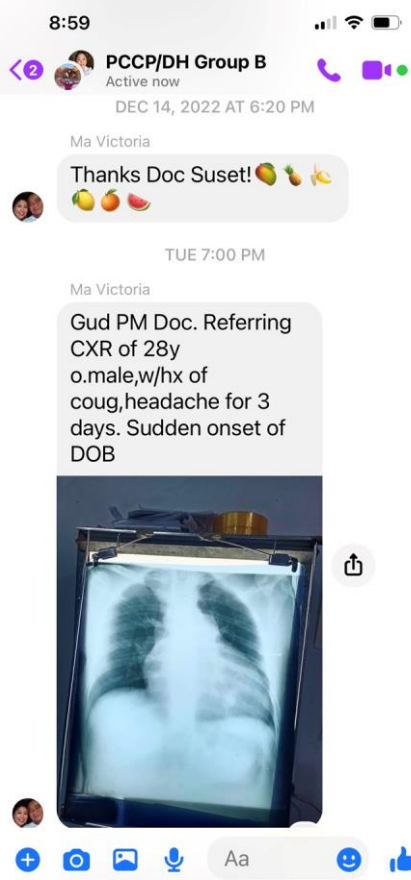 8:59
2
PCCP/DH Group B
Active now
DEC 14, 2022 AT 6:20 PM
Ma Victoria
Thanks Doc Suset!🥭🍍🍌
🍋🍊🍉
TUE 7:00 PM
Ma Victoria
Gud PM Doc. Referring
CXR of 28y
o.male,w/hx of
coug,headache for 3
days. Sudden onset of
DOB
Aa